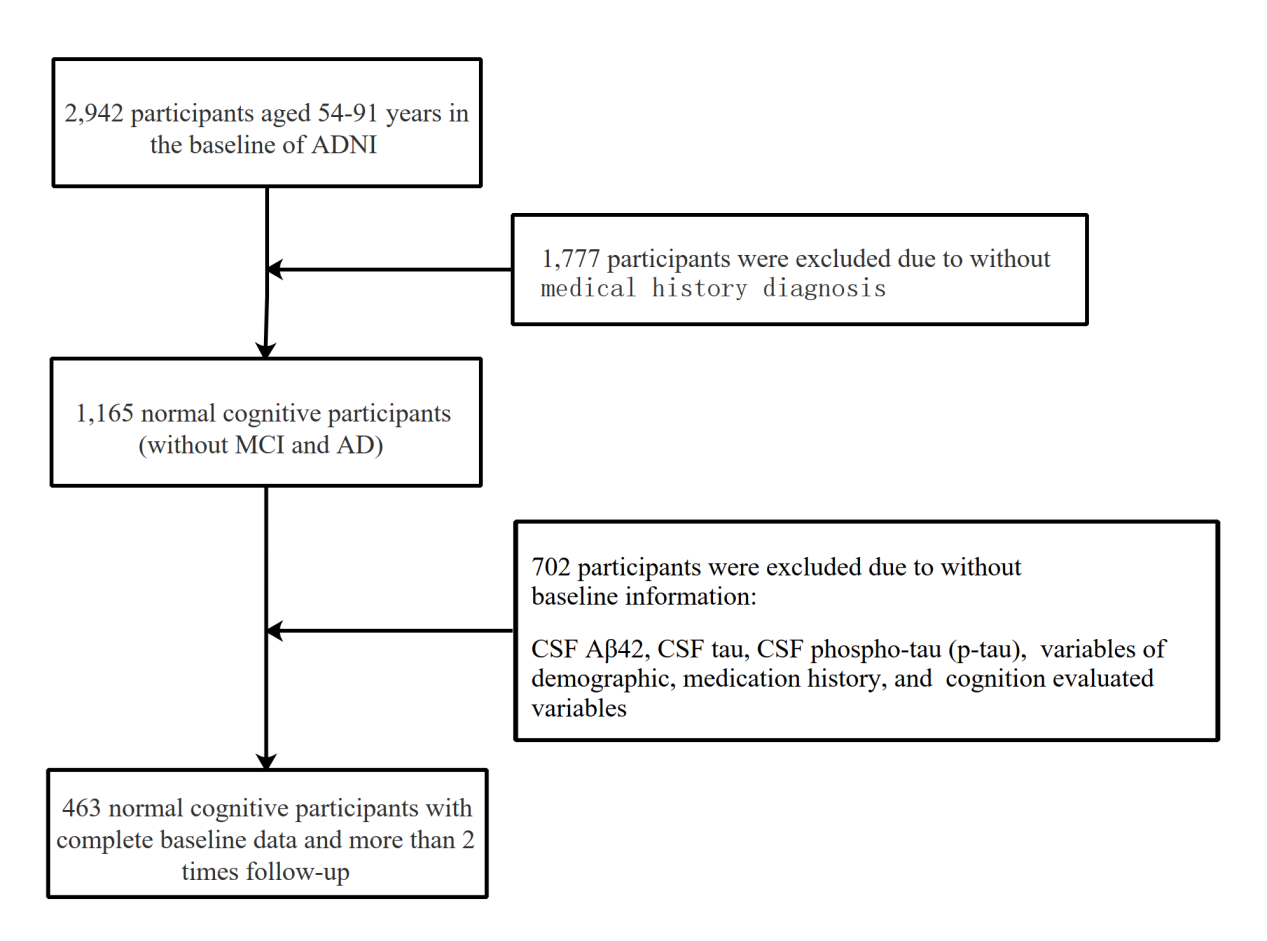 2,942 participants aged 54-91 years in
the baseline of ADNI
1,777 participants were excluded due to without
medical history diagnosis
1,165 normal cognitive participants
(without MCI and AD)
702 participants were excluded due to without
baseline information:
CSF Aβ42, CSF tau, CSF phospho-tau (p-tau), variables of
demographic, medication history, and cognition evaluated
variables
463 normal cognitive participants with
complete baseline data and more than 2
times follow-up